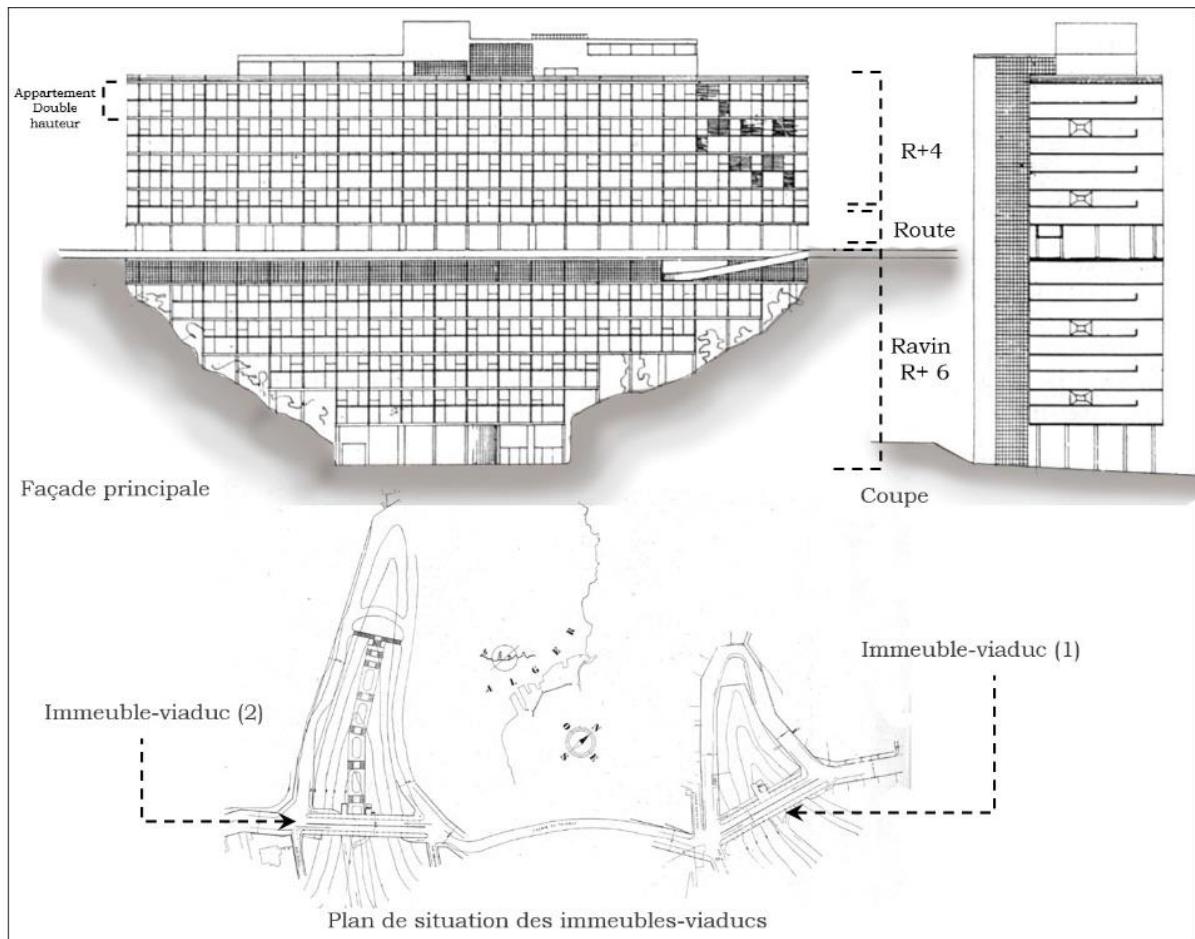 Appartement
Double
hauteur
R+4
Route
Ravin
R+ 6
Façade principale
Coupe
ALGER
N
O
S
E
Immeuble-viaduc (1)
Immeuble-viaduc (2)
Plan de situation des immeubles-viaducs